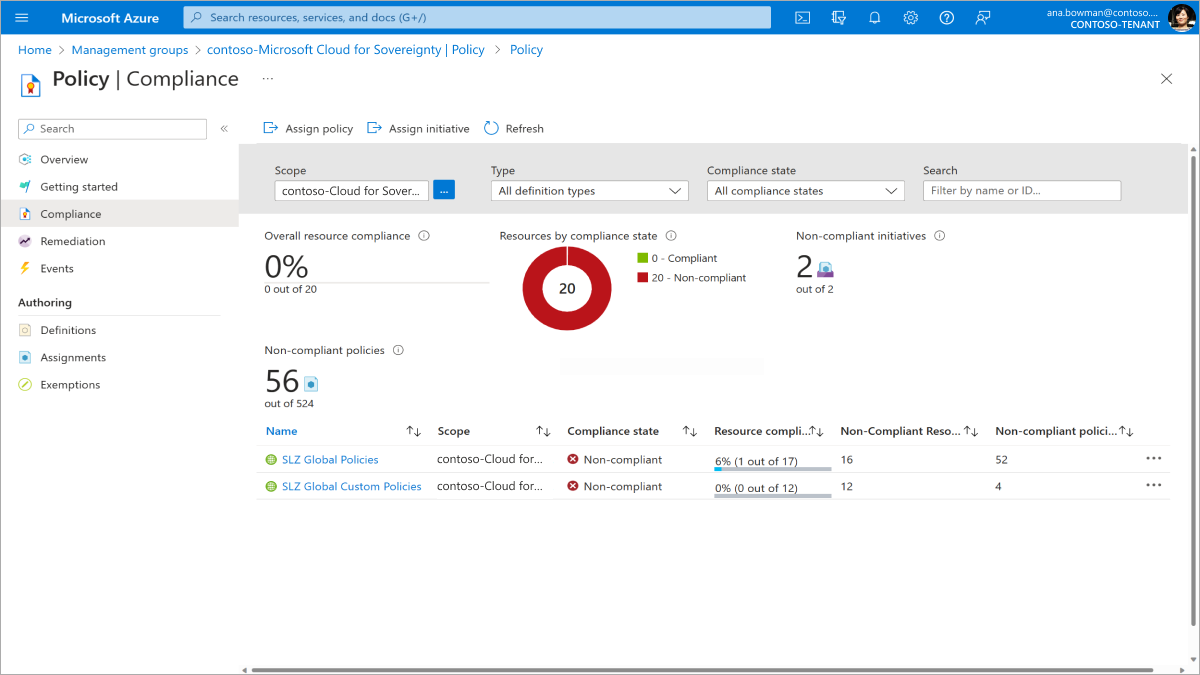 Microsoft Azure
Search resources, services, and docs (G+/)
ana.bowman@contoso....
CONTOSO-TENANT
Home > Management groups > contoso-Microsoft Cloud for Sovereignty | Policy > Policy
Policy | Compliance ...
Search «
Overview
Getting started
Compliance
Remediation
Events
Authoring
Definitions
Assignments
Exemptions
Assign policy Assign initiative Refresh
Scope Type Compliance state Search
contoso-Cloud for Sover... ... All definition types All compliance states Filter by name or ID...
Overall resource compliance
0%
0 out of 20
Resources by compliance state
20
0 - Compliant
20 - Non-compliant
Non-compliant initiatives
2
out of 2
Non-compliant policies
56
out of 524
Name Scope Compliance state Resource compli... Non-Compliant Reso... Non-compliant polici...
SLZ Global Policies contoso-Cloud for... Non-compliant 6% (1 out of 17) 16 52 ...
SLZ Global Custom Policies contoso-Cloud for... Non-compliant 0% (0 out of 12) 12 4 ...